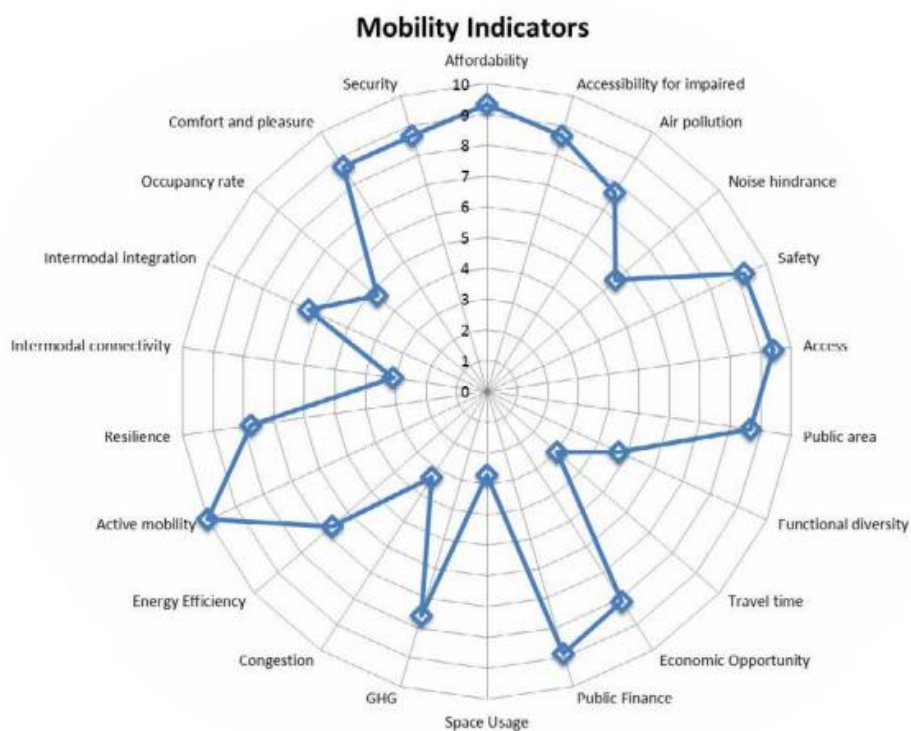 Mobility Indicators
Affordability
Accessibility for impaired
Air pollution
Noise hindrance
Safety
Access
Public area
Functional diversity
Travel time
Economic Opportunity
Public Finance
Space Usage
GHG
Congestion
Energy Efficiency
Active mobility
Resilience
Intermodal connectivity
Intermodal integration
Occupancy rate
Comfort and pleasure
Security
10
9
8
7
6
5
4
3
2
1
0